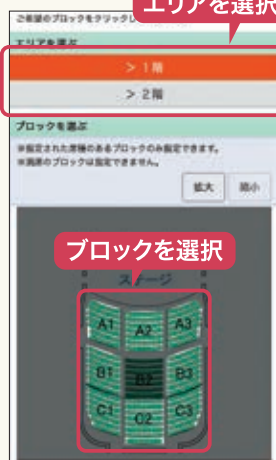 エリアを選択
ご希望のブロックをクリックし
エリアを選ぶ
> 1階
> 2階
ブロックを選ぶ
※指定された席種のあるブロックのみ指定できます。
※満席のブロックは指定できません。
拡大 縮小
ブロックを選択
ステージ
A1 A2 A3
B1 B2 B3
C1 C2 C3